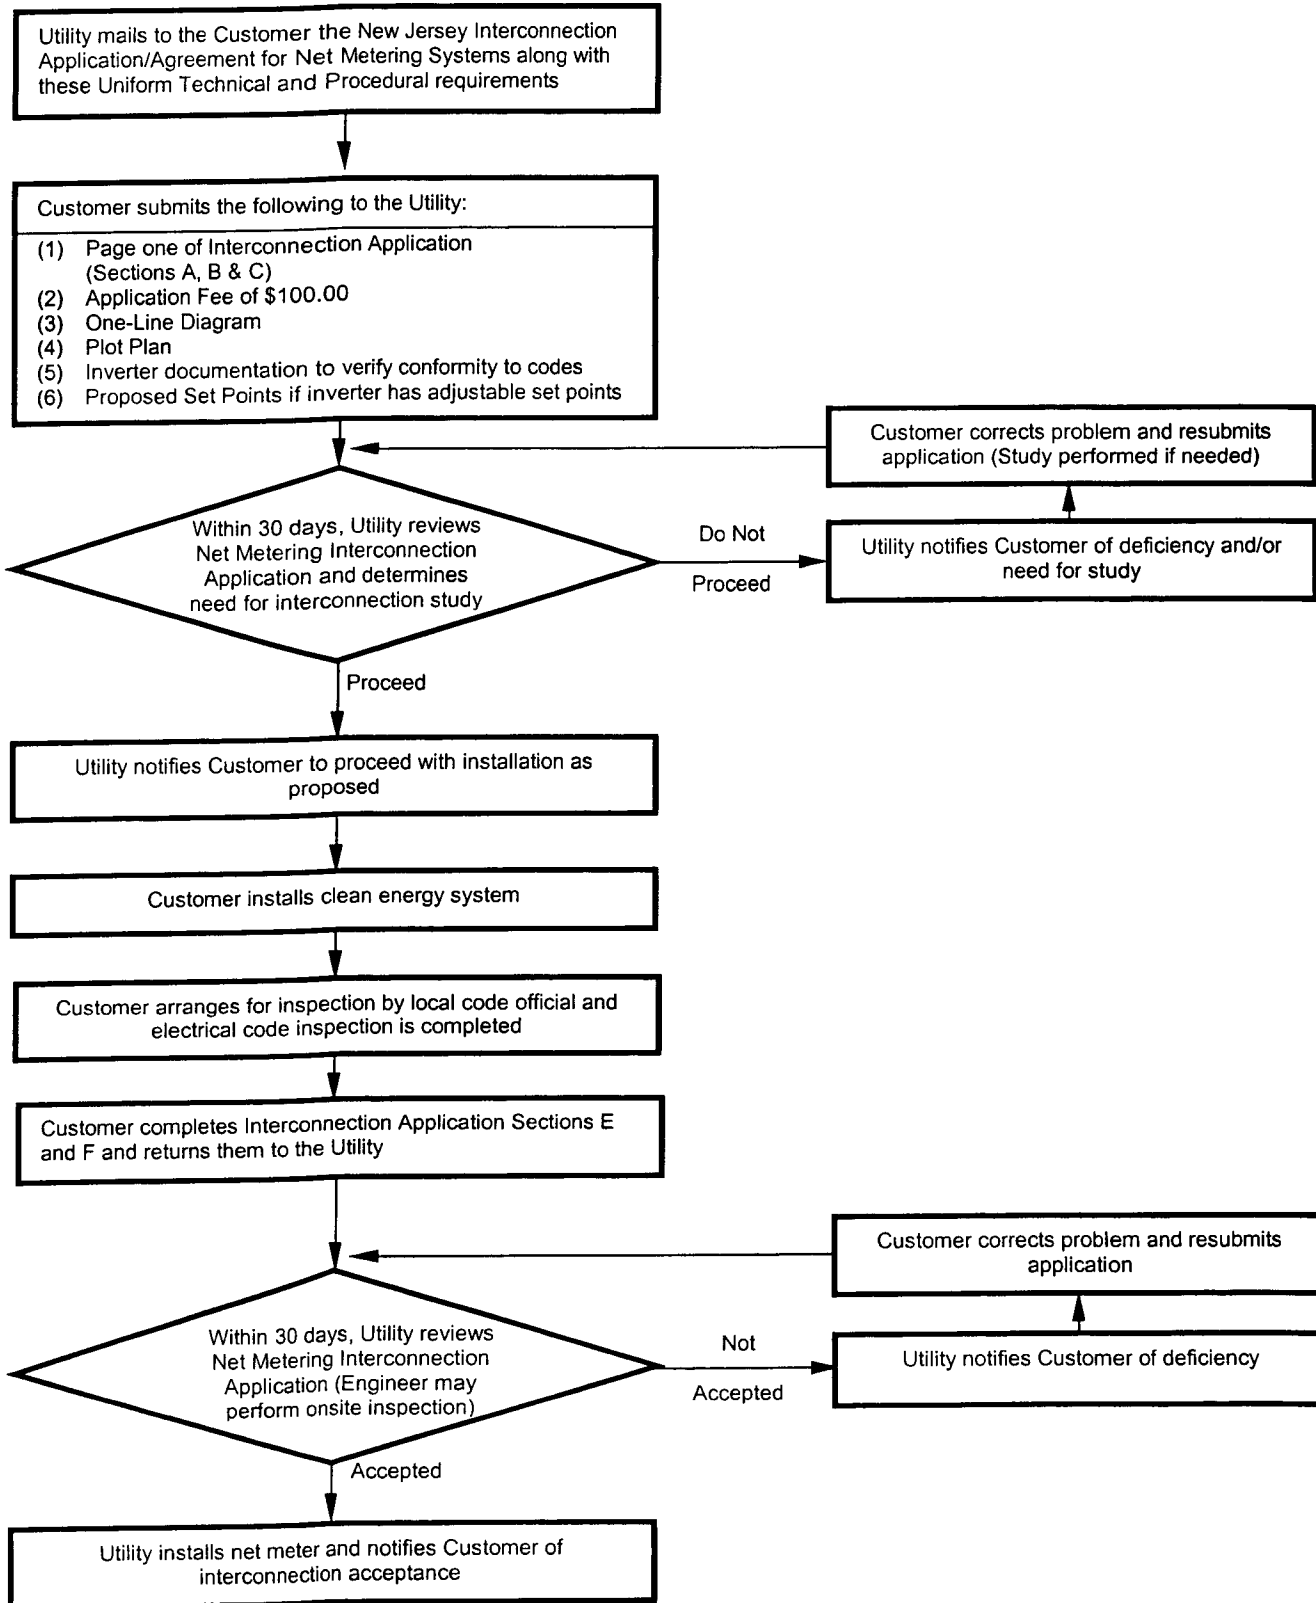 Utility mails to the Customer the New Jersey Interconnection
Application/Agreement for Net Metering Systems along with
these Uniform Technical and Procedural requirements
Customer submits the following to the Utility:
(1) Page one of Interconnection Application
(Sections A, B & C)
(2) Application Fee of $100.00
(3) One-Line Diagram
(4) Plot Plan
(5) Inverter documentation to verify conformity to codes
(6) Proposed Set Points if inverter has adjustable set points
Customer corrects problem and resubmits
application (Study performed if needed)
Within 30 days, Utility reviews
Net Metering Interconnection
Application and determines
need for interconnection study
Do Not
Proceed
Utility notifies Customer of deficiency and/or
need for study
Proceed
Utility notifies Customer to proceed with installation as
proposed
Customer installs clean energy system
Customer arranges for inspection by local code official and
electrical code inspection is completed
Customer completes Interconnection Application Sections E
and F and returns them to the Utility
Customer corrects problem and resubmits
application
Within 30 days, Utility reviews
Net Metering Interconnection
Application (Engineer may
perform onsite inspection)
Not
Accepted
Utility notifies Customer of deficiency
Accepted
Utility installs net meter and notifies Customer of
interconnection acceptance